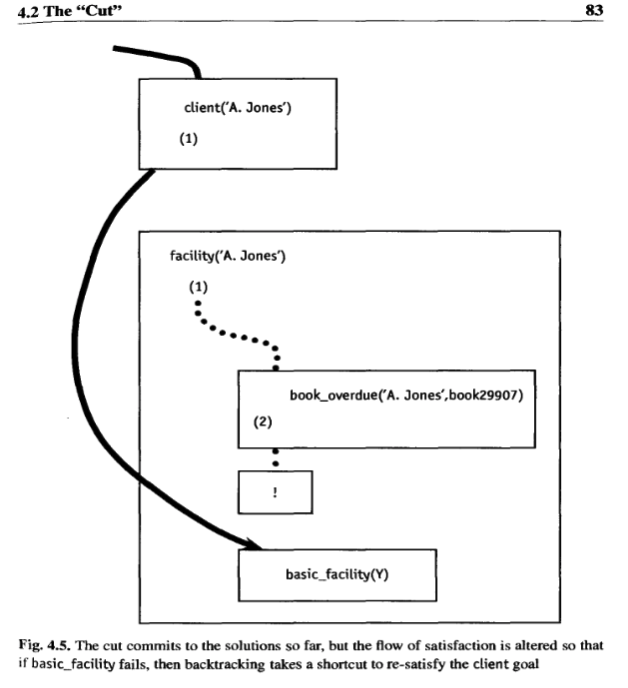 4.2 The “Cut” 83
client('A. Jones')
(1)
facility('A. Jones')
(1)
book_overdue('A. Jones',book29907)
(2)
!
basic_facility(Y)
Fig. 4.5. The cut commits to the solutions so far, but the flow of satisfaction is altered so that
if basic_facility fails, then backtracking takes a shortcut to re-satisfy the client goal